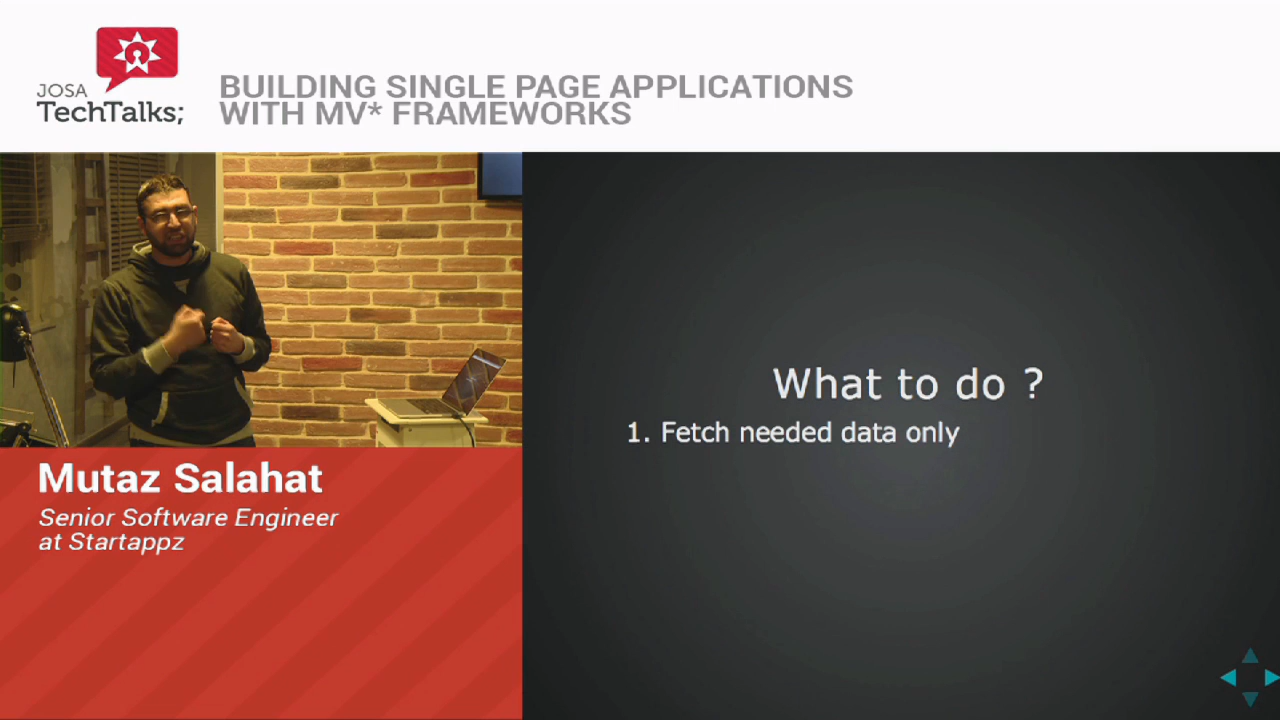 JOSA
TechTalks;
BUILDING SINGLE PAGE APPLICATIONS
WITH MV* FRAMEWORKS
What to do ?
1. Fetch needed data only
Mutaz Salahat
Senior Software Engineer
at Startappz